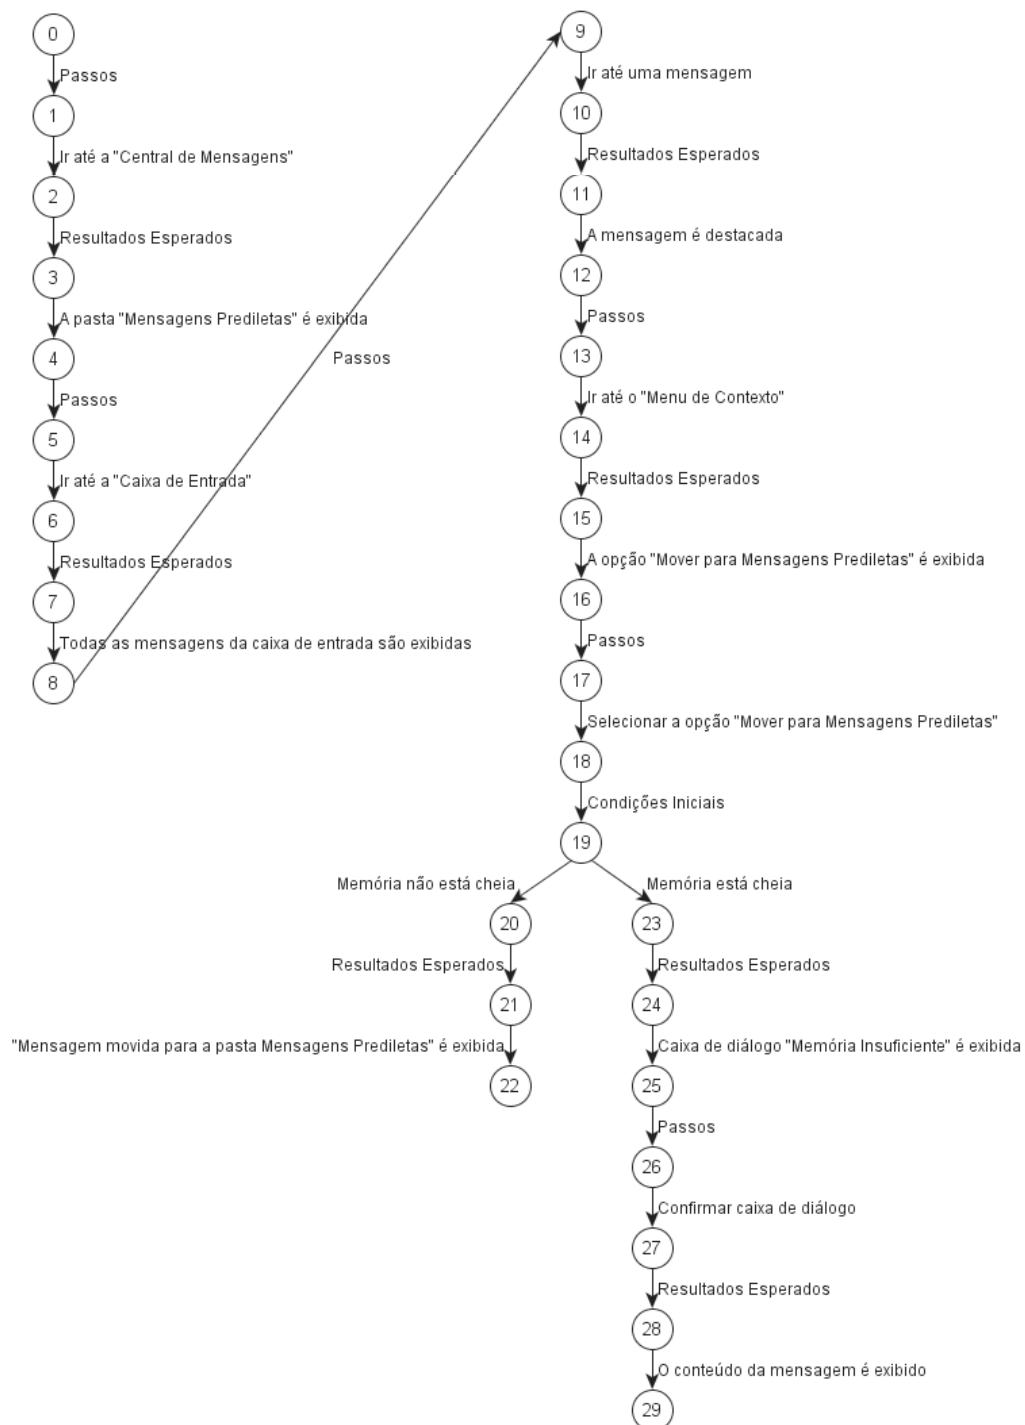 0
Passos
1
Ir até a "Central de Mensagens"
2
Resultados Esperados
3
A pasta "Mensagens Prediletas" é exibida
4
Passos
5
Ir até a "Caixa de Entrada"
6
Resultados Esperados
7
Todas as mensagens da caixa de entrada são exibidas
8
Passos
9
Ir até uma mensagem
10
Resultados Esperados
11
A mensagem é destacada
12
Passos
13
Ir até o "Menu de Contexto"
14
Resultados Esperados
15
A opção "Mover para Mensagens Prediletas" é exibida
16
Passos
17
Selecionar a opção "Mover para Mensagens Prediletas"
18
Condições Iniciais
19
Memória não está cheia
20
Resultados Esperados
21
"Mensagem movida para a pasta Mensagens Prediletas" é exibida
22
Memória está cheia
23
Resultados Esperados
24
Caixa de diálogo "Memória Insuficiente" é exibida
25
Passos
26
Confirmar caixa de diálogo
27
Resultados Esperados
28
O conteúdo da mensagem é exibido
29